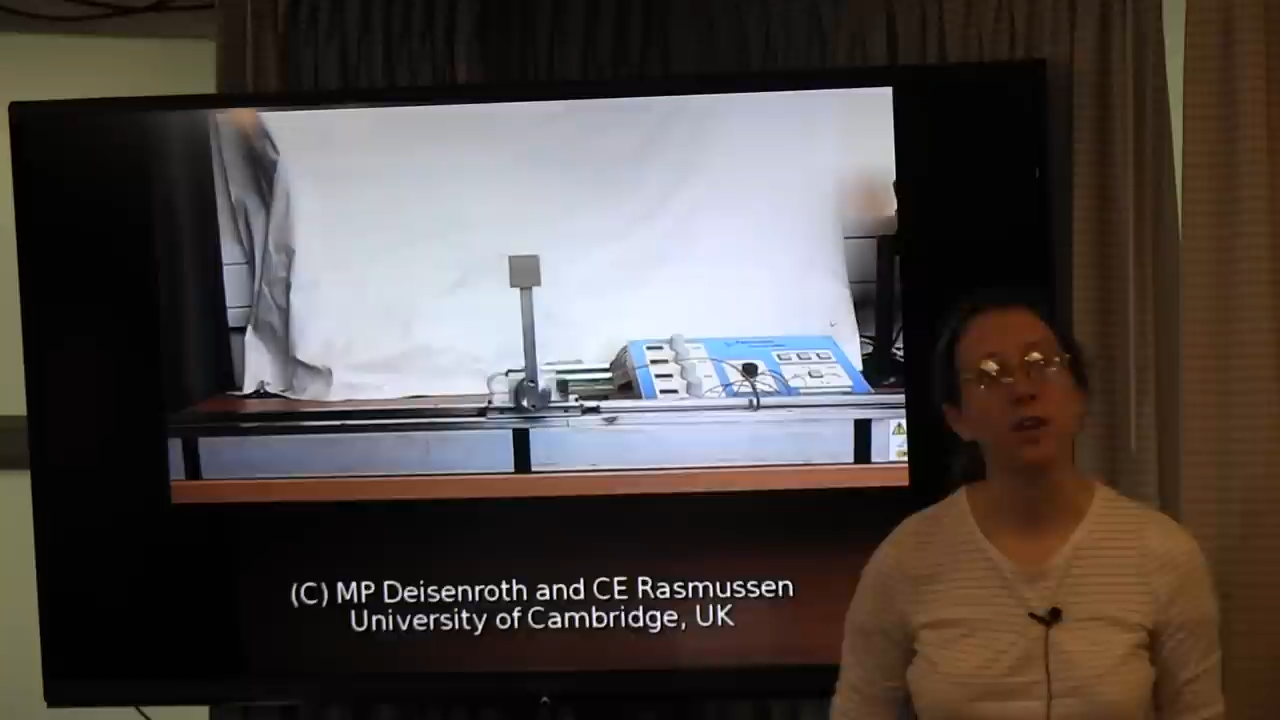 (C) MP Deisenroth and CE Rasmussen
University of Cambridge, UK